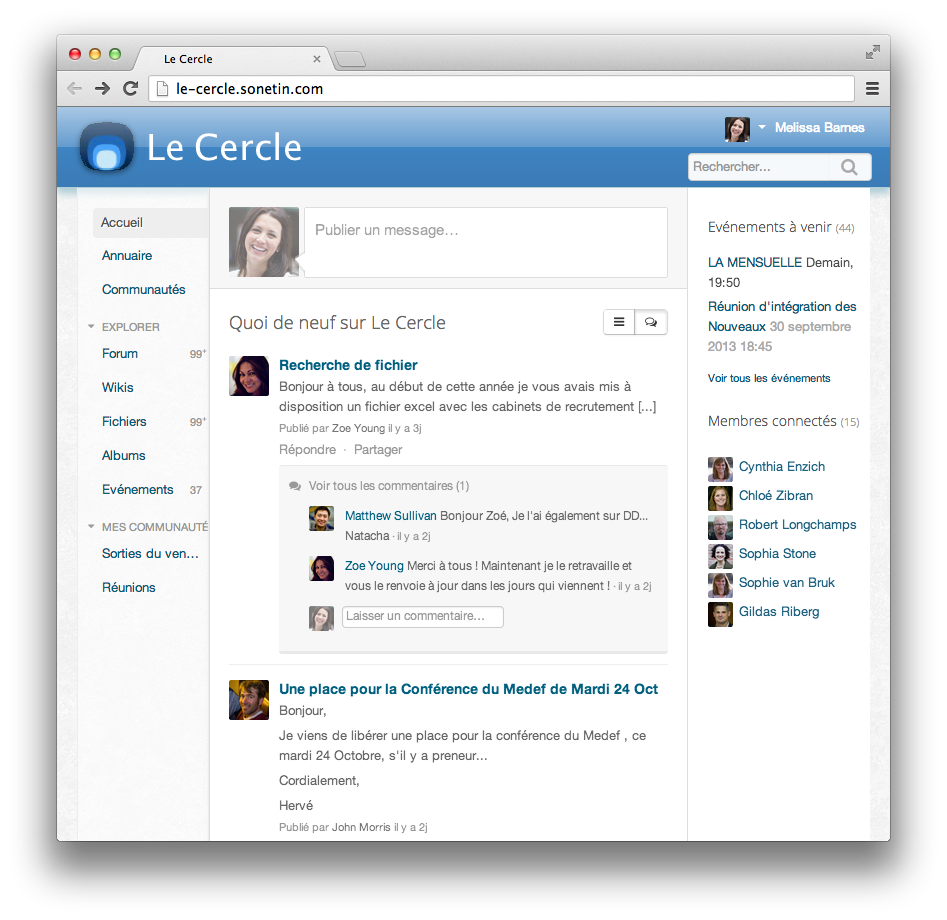 Le Cercle
le-cercle.sonetin.com
Le Cercle
Melissa Barnes
Rechercher...
Accueil
Annuaire
Communautés
EXPLORER
Forum 99+
Wikis
Fichiers 99+
Albums
Evénements 37
MES COMMUNAUTÉ
Sorties du ven...
Réunions
Publier un message...
Quoi de neuf sur Le Cercle
Recherche de fichier
Bonjour à tous, au début de cette année je vous avais mis à
disposition un fichier excel avec les cabinets de recrutement [...]
Publié par Zoe Young il y a 3j
Répondre · Partager
Voir tous les commentaires (1)
Matthew Sullivan Bonjour Zoé, Je l'ai également sur DD...
Natacha · il y a 2j
Zoe Young Merci à tous ! Maintenant je le retravaille et
vous le renvoie à jour dans les jours qui viennent ! · il y a 2j
Laisser un commentaire...
Une place pour la Conférence du Medef de Mardi 24 Oct
Bonjour,
Je viens de libérer une place pour la conférence du Medef , ce
mardi 24 Octobre, s'il y a preneur...
Cordialement,
Hervé
Publié par John Morris il y a 2j
Evénements à venir (44)
LA MENSUELLE Demain,
19:50
Réunion d'intégration des
Nouveaux 30 septembre
2013 18:45
Voir tous les événements
Membres connectés (15)
Cynthia Enzich
Chloé Zibran
Robert Longchamps
Sophia Stone
Sophie van Bruk
Gildas Riberg